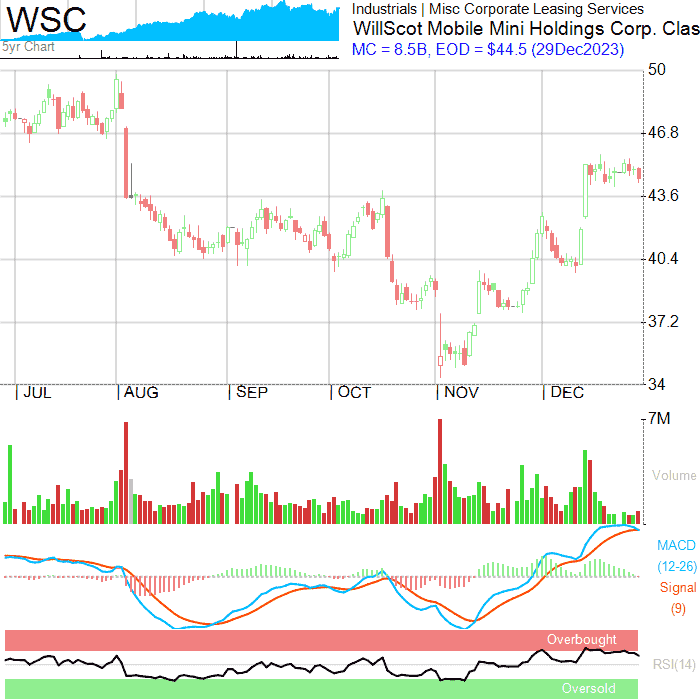 WSC
5yr Chart
Industrials | Misc Corporate Leasing Services
WillScot Mobile Mini Holdings Corp. Clas
MC = 8.5B, EOD = $44.5 (29Dec2023)
50
46.8
43.6
40.4
37.2
34
JUL AUG SEP OCT NOV DEC
7M
Volume
MACD
(12-26)
Signal
(9)
Overbought
RSI(14)
Oversold